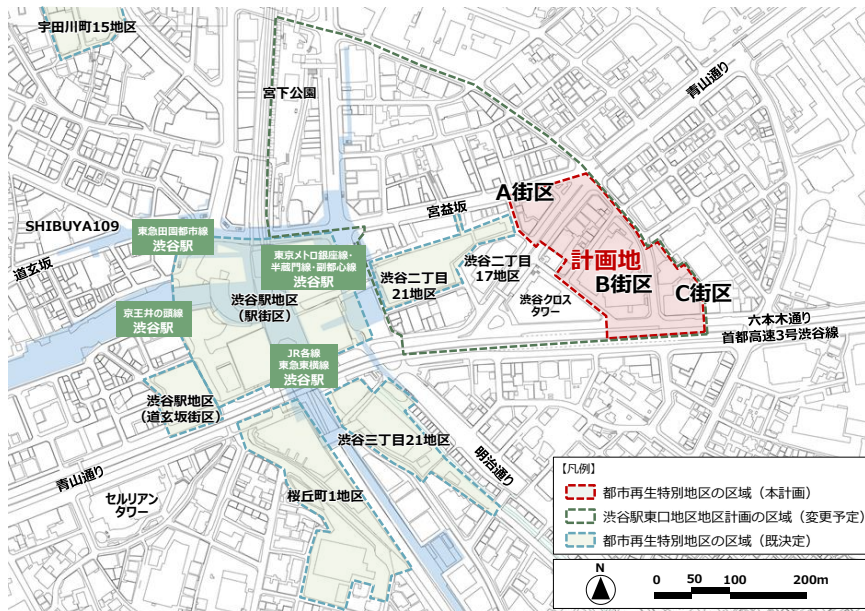 宇田川町15地区
宮下公園
青山通り
A街区
宮益坂
SHIBUYA109
道玄坂
東急田園都市線
渋谷駅
東京メトロ銀座線・
半蔵門線・副都心線
渋谷駅
渋谷二丁目
21地区
渋谷二丁目
17地区
計画地
B街区
C街区
渋谷駅地区
(駅街区)
渋谷クロス
タワー
六本木通り
首都高速3号渋谷線
京王井の頭線
渋谷駅
JR各線
東急東横線
渋谷駅
渋谷駅地区
(道玄坂街区)
渋谷三丁目21地区
明治通り
青山通り
セルリアン
タワー
桜丘町1地区
【凡例】
都市再生特別地区の区域(本計画)
渋谷駅東口地区地区計画の区域(変更予定)
都市再生特別地区の区域(既決定)
N
0 50 100 200m